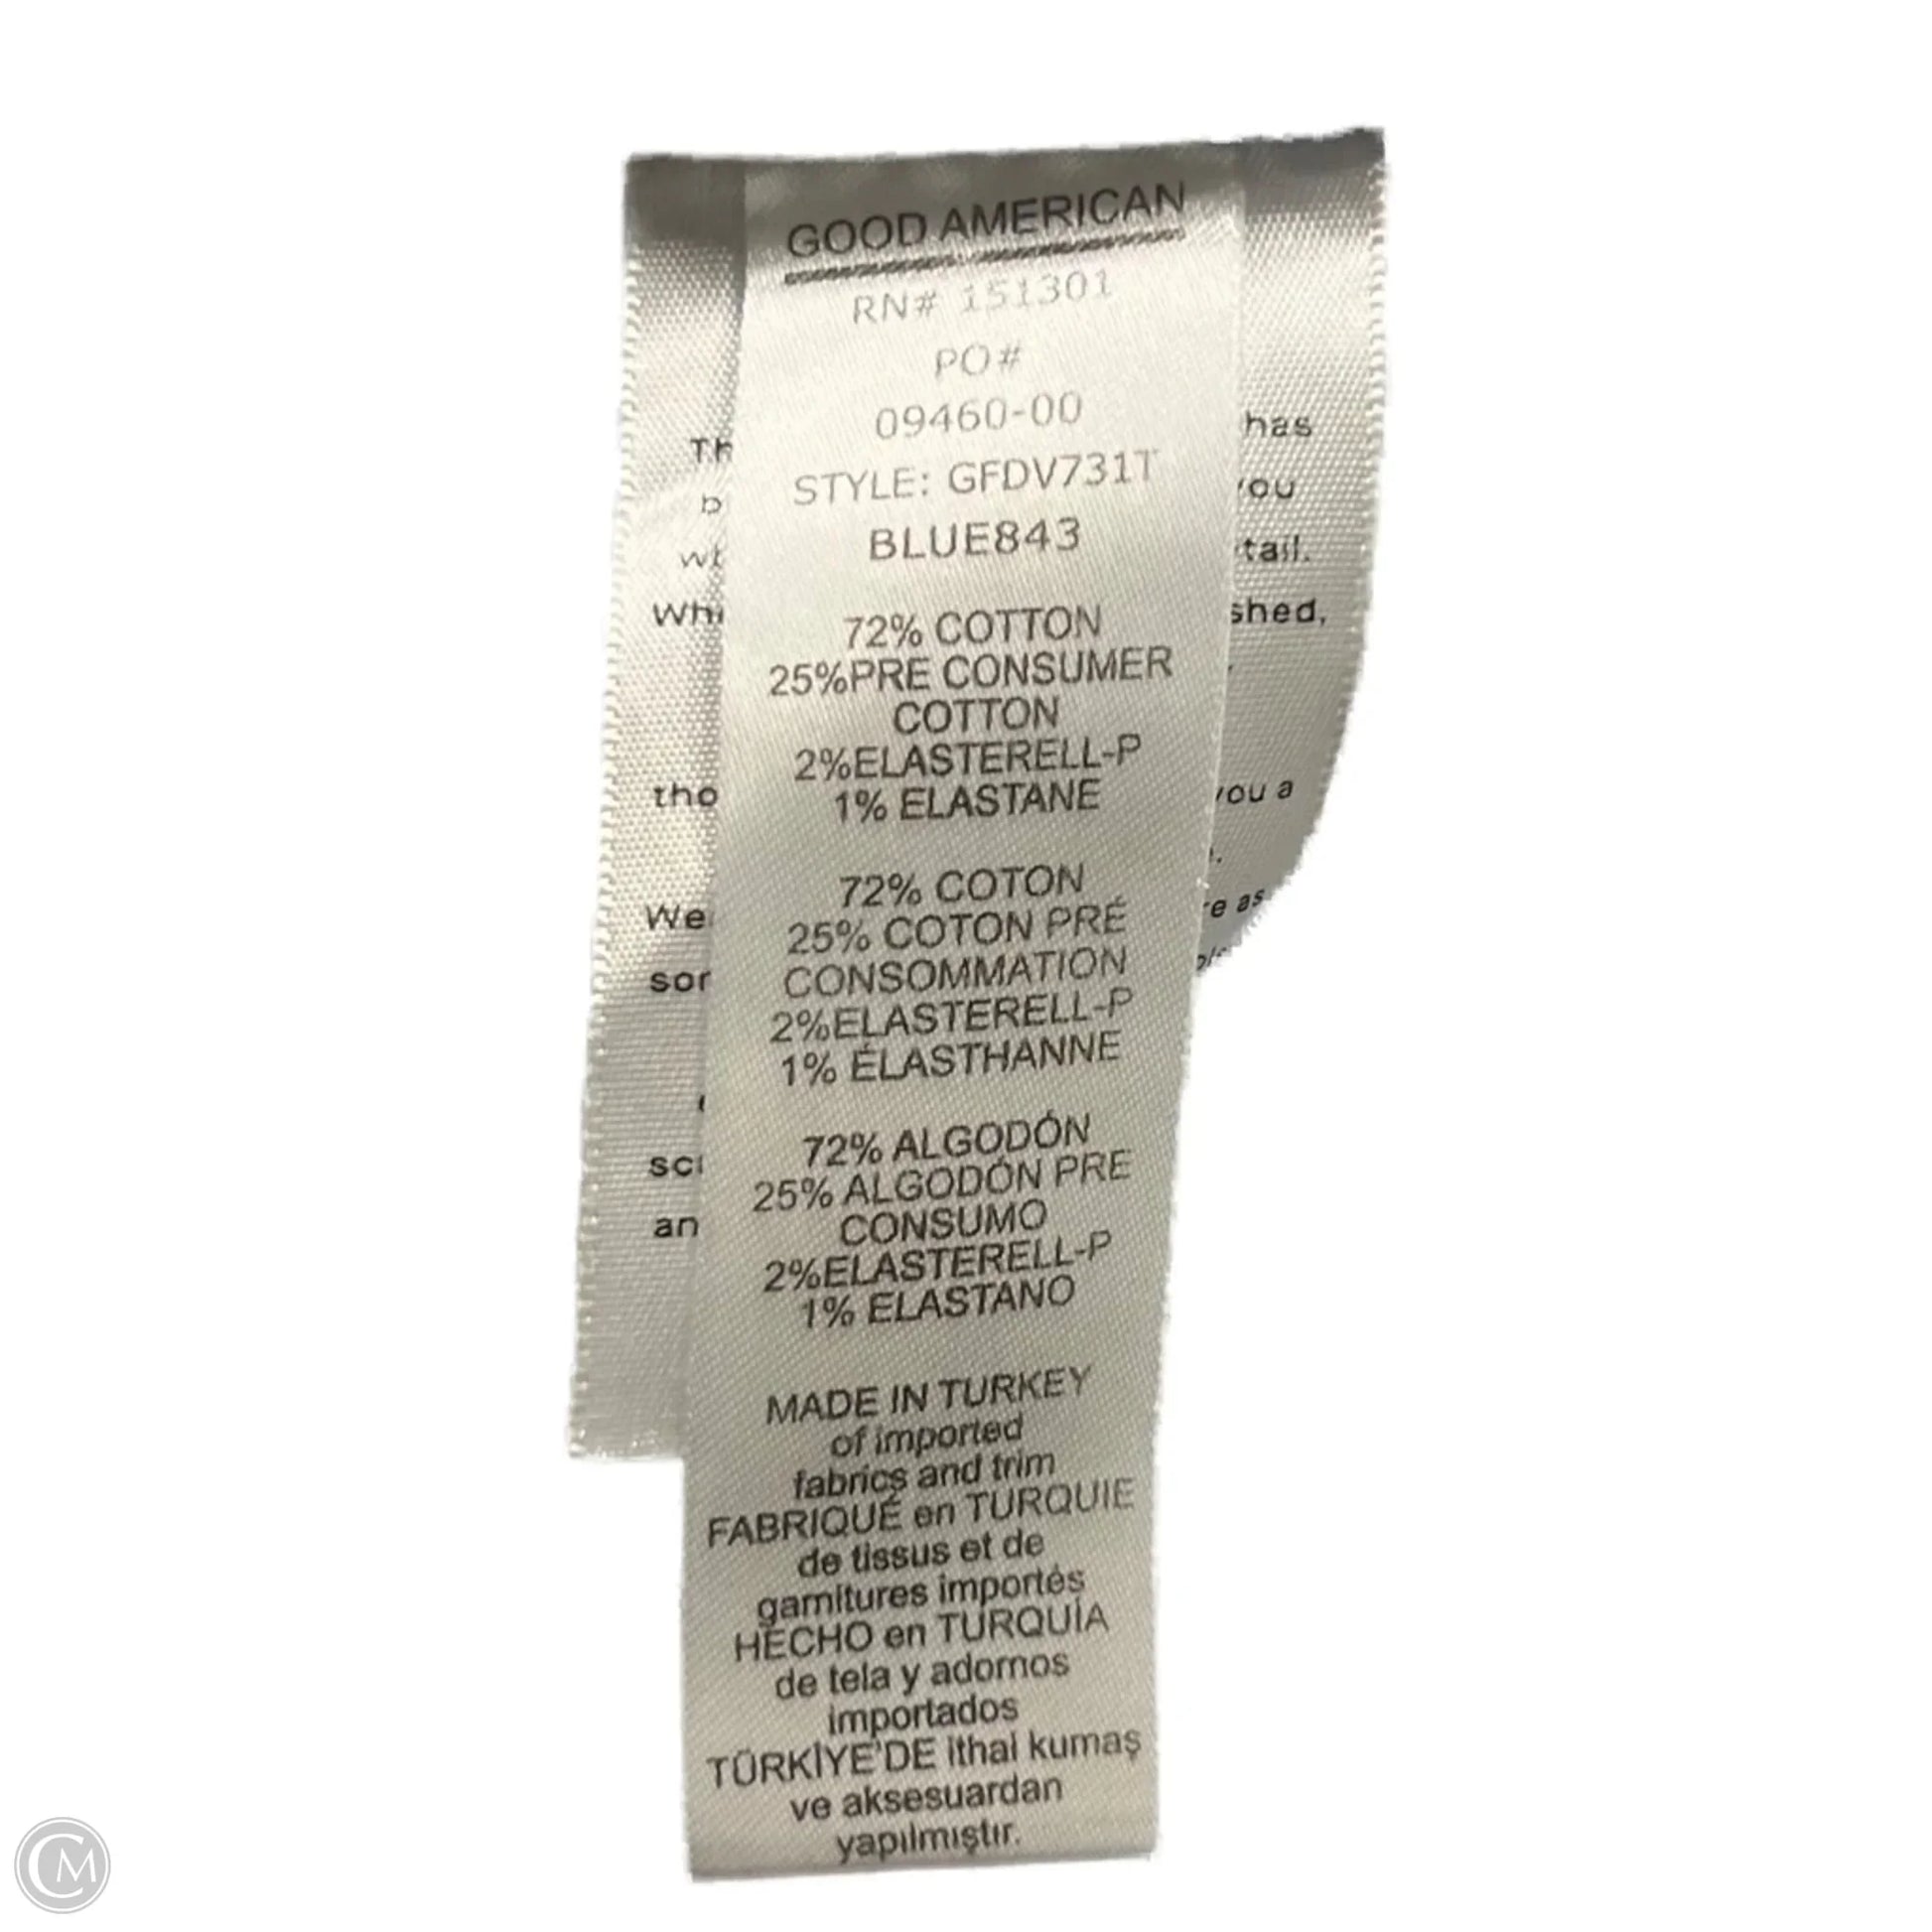 GOOD AMERICAN
RN# 151301
PO#
09460-00
STYLE: GFDV731T
BLUE843
72% COTTON
25%PRE CONSUMER
COTTON
2%ELASTERELL-P
1% ELASTANE
72% COTON
25% COTON PRÉ
CONSOMMATION
2%ELASTERELL-P
1% ÉLASTHANNE
72% ALGODÓN
25% ALGODÓN PRE
CONSUMO
2%ELASTERELL-P
1% ELASTANO
MADE IN TURKEY
of imported
fabrics and trim
FABRIQUÉ en TURQUIE
de tissus et de
garnitures importés
HECHO en TURQUÍA
de tela y adornos
importados
TÜRKİYE'DE ithal kumaş
ve aksesuardan
yapılmıştır.
has
you a
We
as
CM